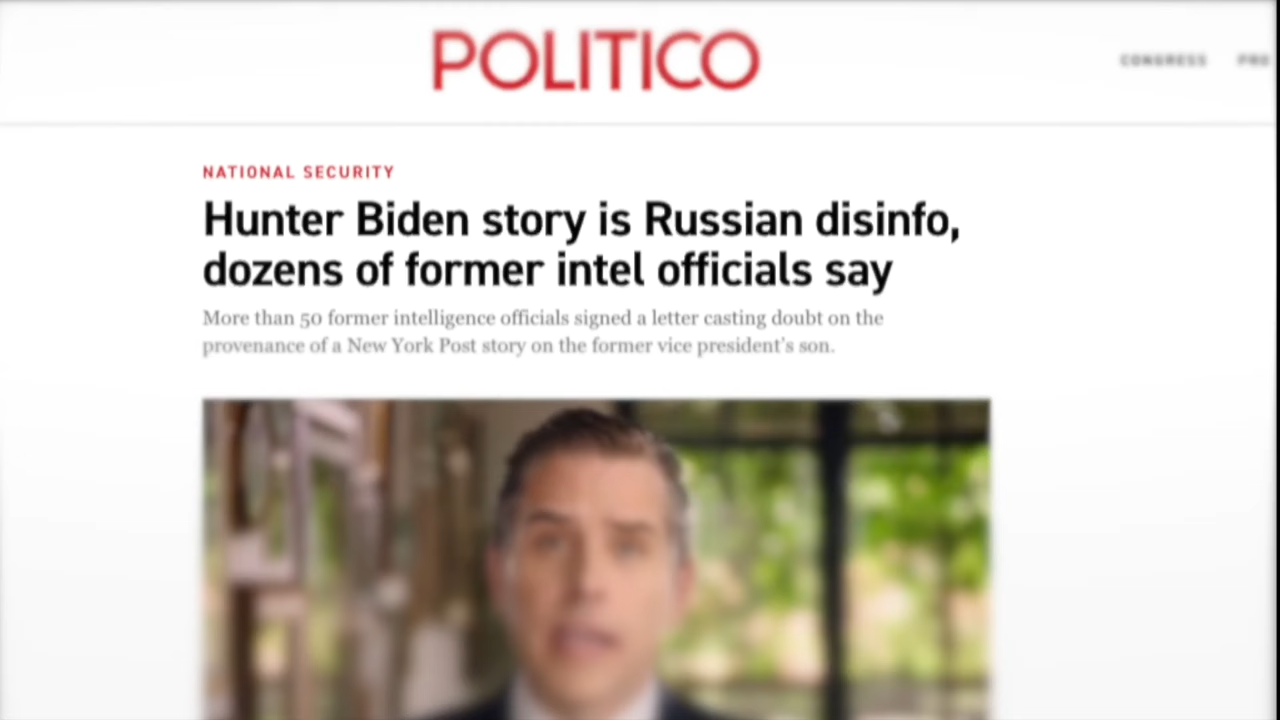 POLITICO
CONGRESS PRO
NATIONAL SECURITY
Hunter Biden story is Russian disinfo,
dozens of former intel officials say
More than 50 former intelligence officials signed a letter casting doubt on the
provenance of a New York Post story on the former vice president's son.